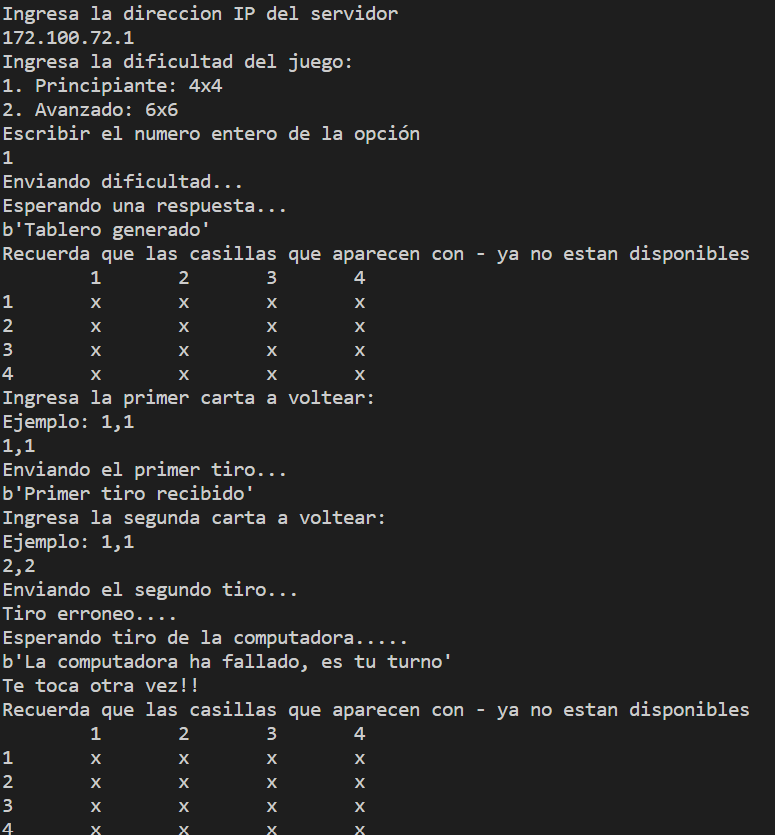 Ingresa la direccion IP del servidor
172.100.72.1
Ingresa la dificultad del juego:
1. Principiante: 4x4
2. Avanzado: 6x6
Escribir el numero entero de la opción
1
Enviando dificultad...
Esperando una respuesta...
b'Tablero generado'
Recuerda que las casillas que aparecen con - ya no estan disponibles
1 2 3 4
1 x x x x
2 x x x x
3 x x x x
4 x x x x
Ingresa la primer carta a voltear:
Ejemplo: 1,1
1,1
Enviando el primer tiro...
b'Primer tiro recibido'
Ingresa la segunda carta a voltear:
Ejemplo: 1,1
2,2
Enviando el segundo tiro...
Tiro erroneo....
Esperando tiro de la computadora.....
b'La computadora ha fallado, es tu turno'
Te toca otra vez!!
Recuerda que las casillas que aparecen con - ya no estan disponibles
1 2 3 4
1 x x x x
2 x x x x
3 x x x x
4 x x x x